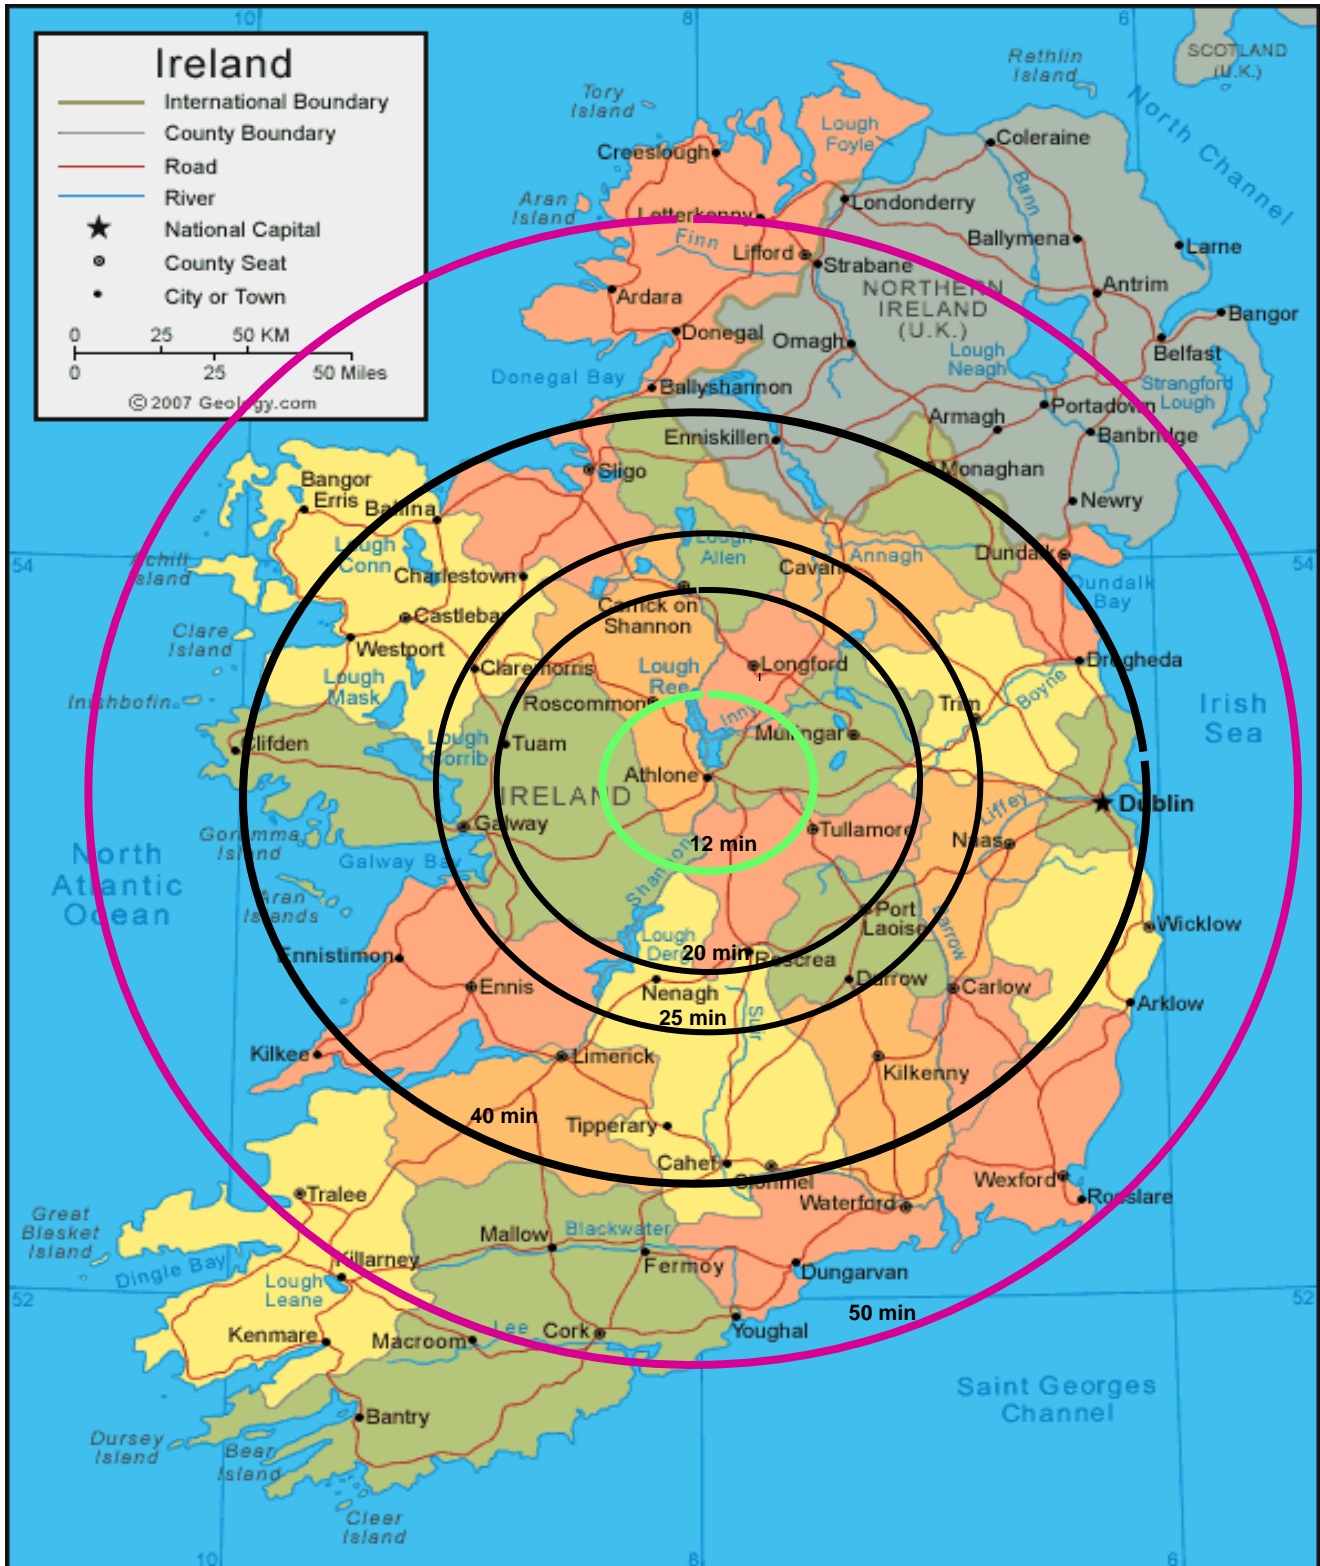 10
8
6
Ireland
International Boundary
County Boundary
Road
River
National Capital
County Seat
City or Town
0 25 50 KM
0 25 50 Miles
© 2007 Geology.com
SCOTLAND
(U.K.)
Rathlin
Island
North Channel
Tory
Island
Lough
Foyle
Coleraine
Creeslough
Bann
Aran
Island
Londonderry
Letterkenny
Finn
Ballymena
Larne
Lifford
Strabane
Antrim
NORTHERN
IRELAND
(U.K.)
Ardara
Bangor
Donegal
Omagh
Belfast
Lough
Neagh
Donegal Bay
Ballyshannon
Strangford
Lough
Portadown
Armagh
Enniskillen
Banbridge
Sligo
Monaghan
Bangor
Erris
Ballina
Newry
Lough
Conn
Lough
Allen
Annagh
Dundalk
54
54
Achill
Island
Charlestown
Cavan
Dundalk
Bay
Carrick on
Shannon
Castlebar
Clare
Island
Westport
Claremorris
Lough
Ree
Longford
Drogheda
Lough
Mask
Boyne
Inishbofin
Roscommon
Inny
Trim
Irish
Sea
Clifden
Lough
Corrib
Tuam
Mullingar
Athlone
IRELAND
Liffey
Dublin
Galway
Gorumma
Island
12 min
Tullamore
Naas
Galway Bay
North
Atlantic
Ocean
Shannon
Aran
Islands
Port
Laoise
Barrow
Wicklow
Lough
Derg
20 min
Roscrea
Ennistimon
Ennis
Nenagh
Durrow
Carlow
Arklow
25 min
Suir
Kilkee
Limerick
Kilkenny
40 min
Tipperary
Cahef
Clonmel
Wexford
Tralee
Waterford
Rosslare
Great
Blasket
Island
Mallow
Blackwater
Killarney
Fermoy
Dingle Bay
Lough
Leane
Dungarvan
52
52
50 min
Kenmare
Macroom
Lee
Cork
Youghal
Saint Georges
Channel
Bantry
Dursey
Island
Bear
Island
Clear
Island
10
8
6